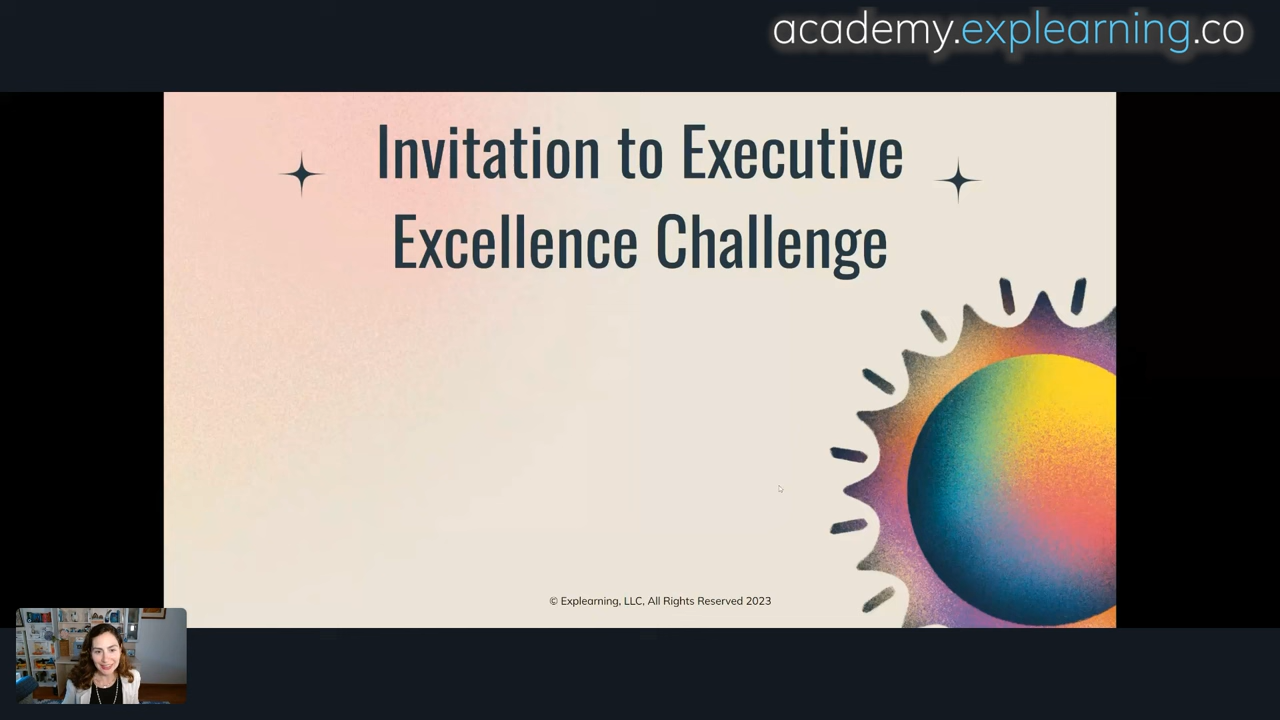 academy.explearning.co
Invitation to Executive
Excellence Challenge
© Explearning, LLC, All Rights Reserved 2023